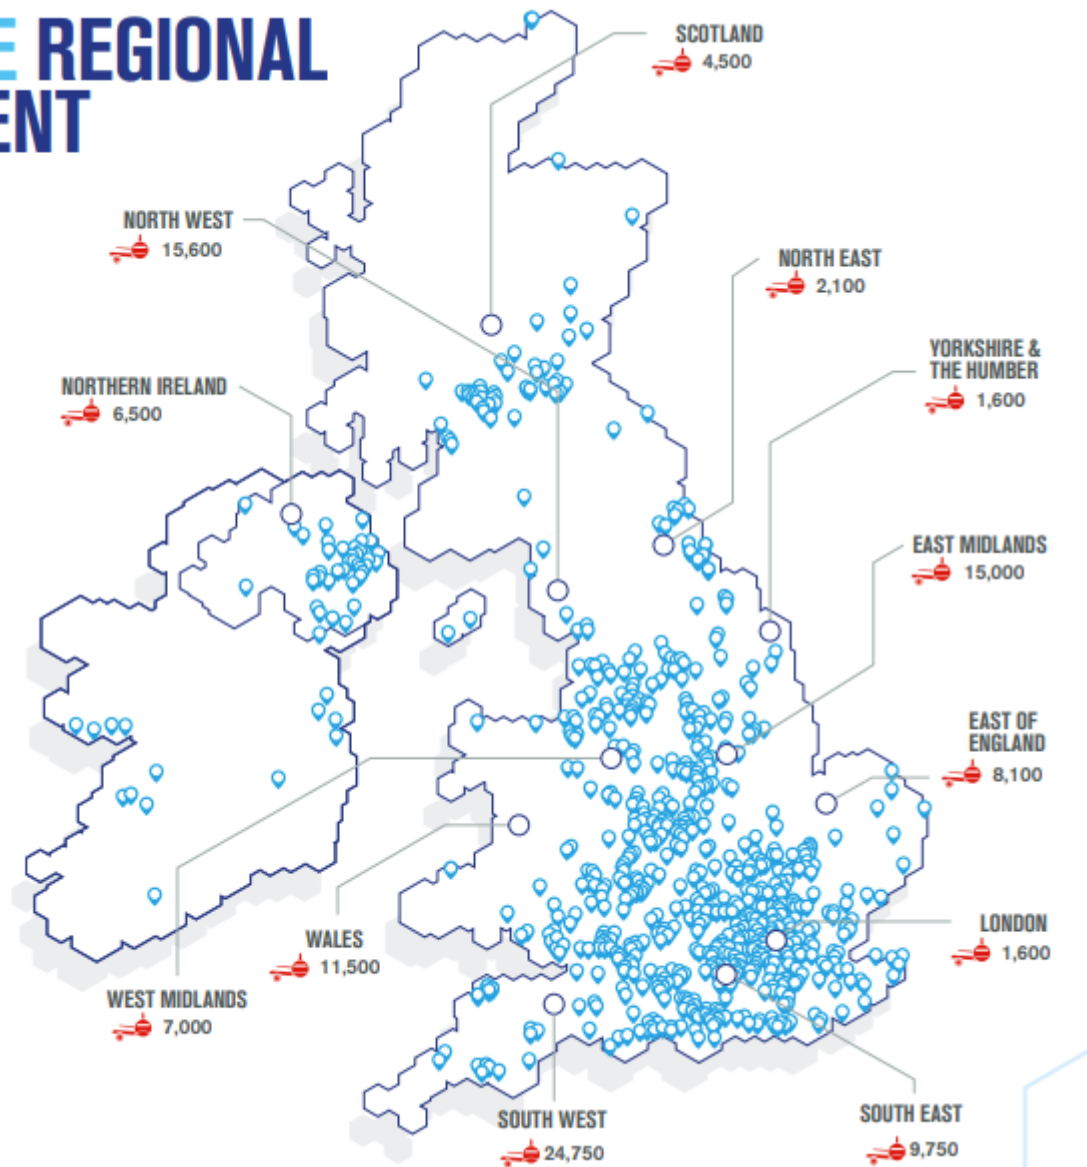 E REGIONAL
ENT
SCOTLAND
4,500
NORTH WEST
15,600
NORTH EAST
2,100
YORKSHIRE &
THE HUMBER
1,600
NORTHERN IRELAND
6,500
EAST MIDLANDS
15,000
EAST OF
ENGLAND
8,100
LONDON
1,600
WALES
11,500
WEST MIDLANDS
7,000
SOUTH WEST
24,750
SOUTH EAST
9,750